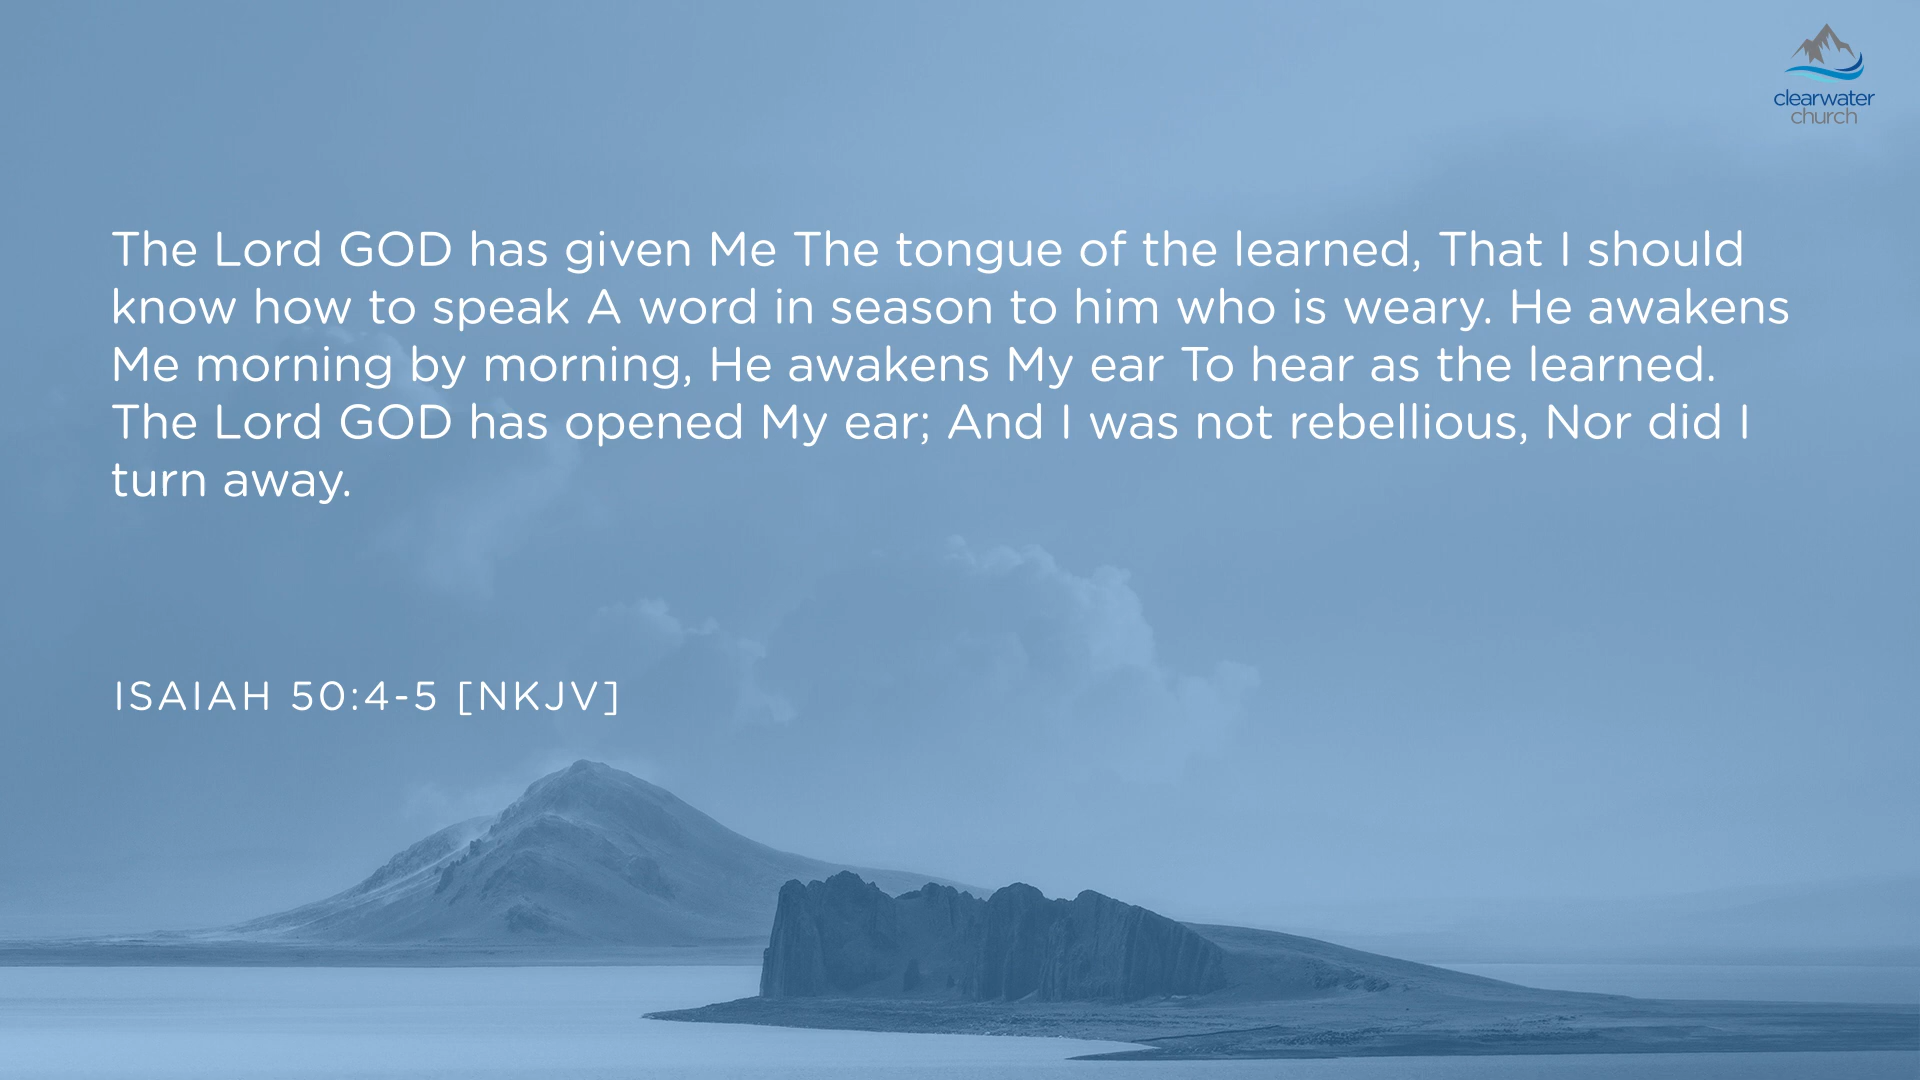 clearwater
church
The Lord GOD has given Me The tongue of the learned, That I should
know how to speak A word in season to him who is weary. He awakens
Me morning by morning, He awakens My ear To hear as the learned.
The Lord GOD has opened My ear; And I was not rebellious, Nor did I
turn away.
ISAIAH 50:4-5 [NKJV]